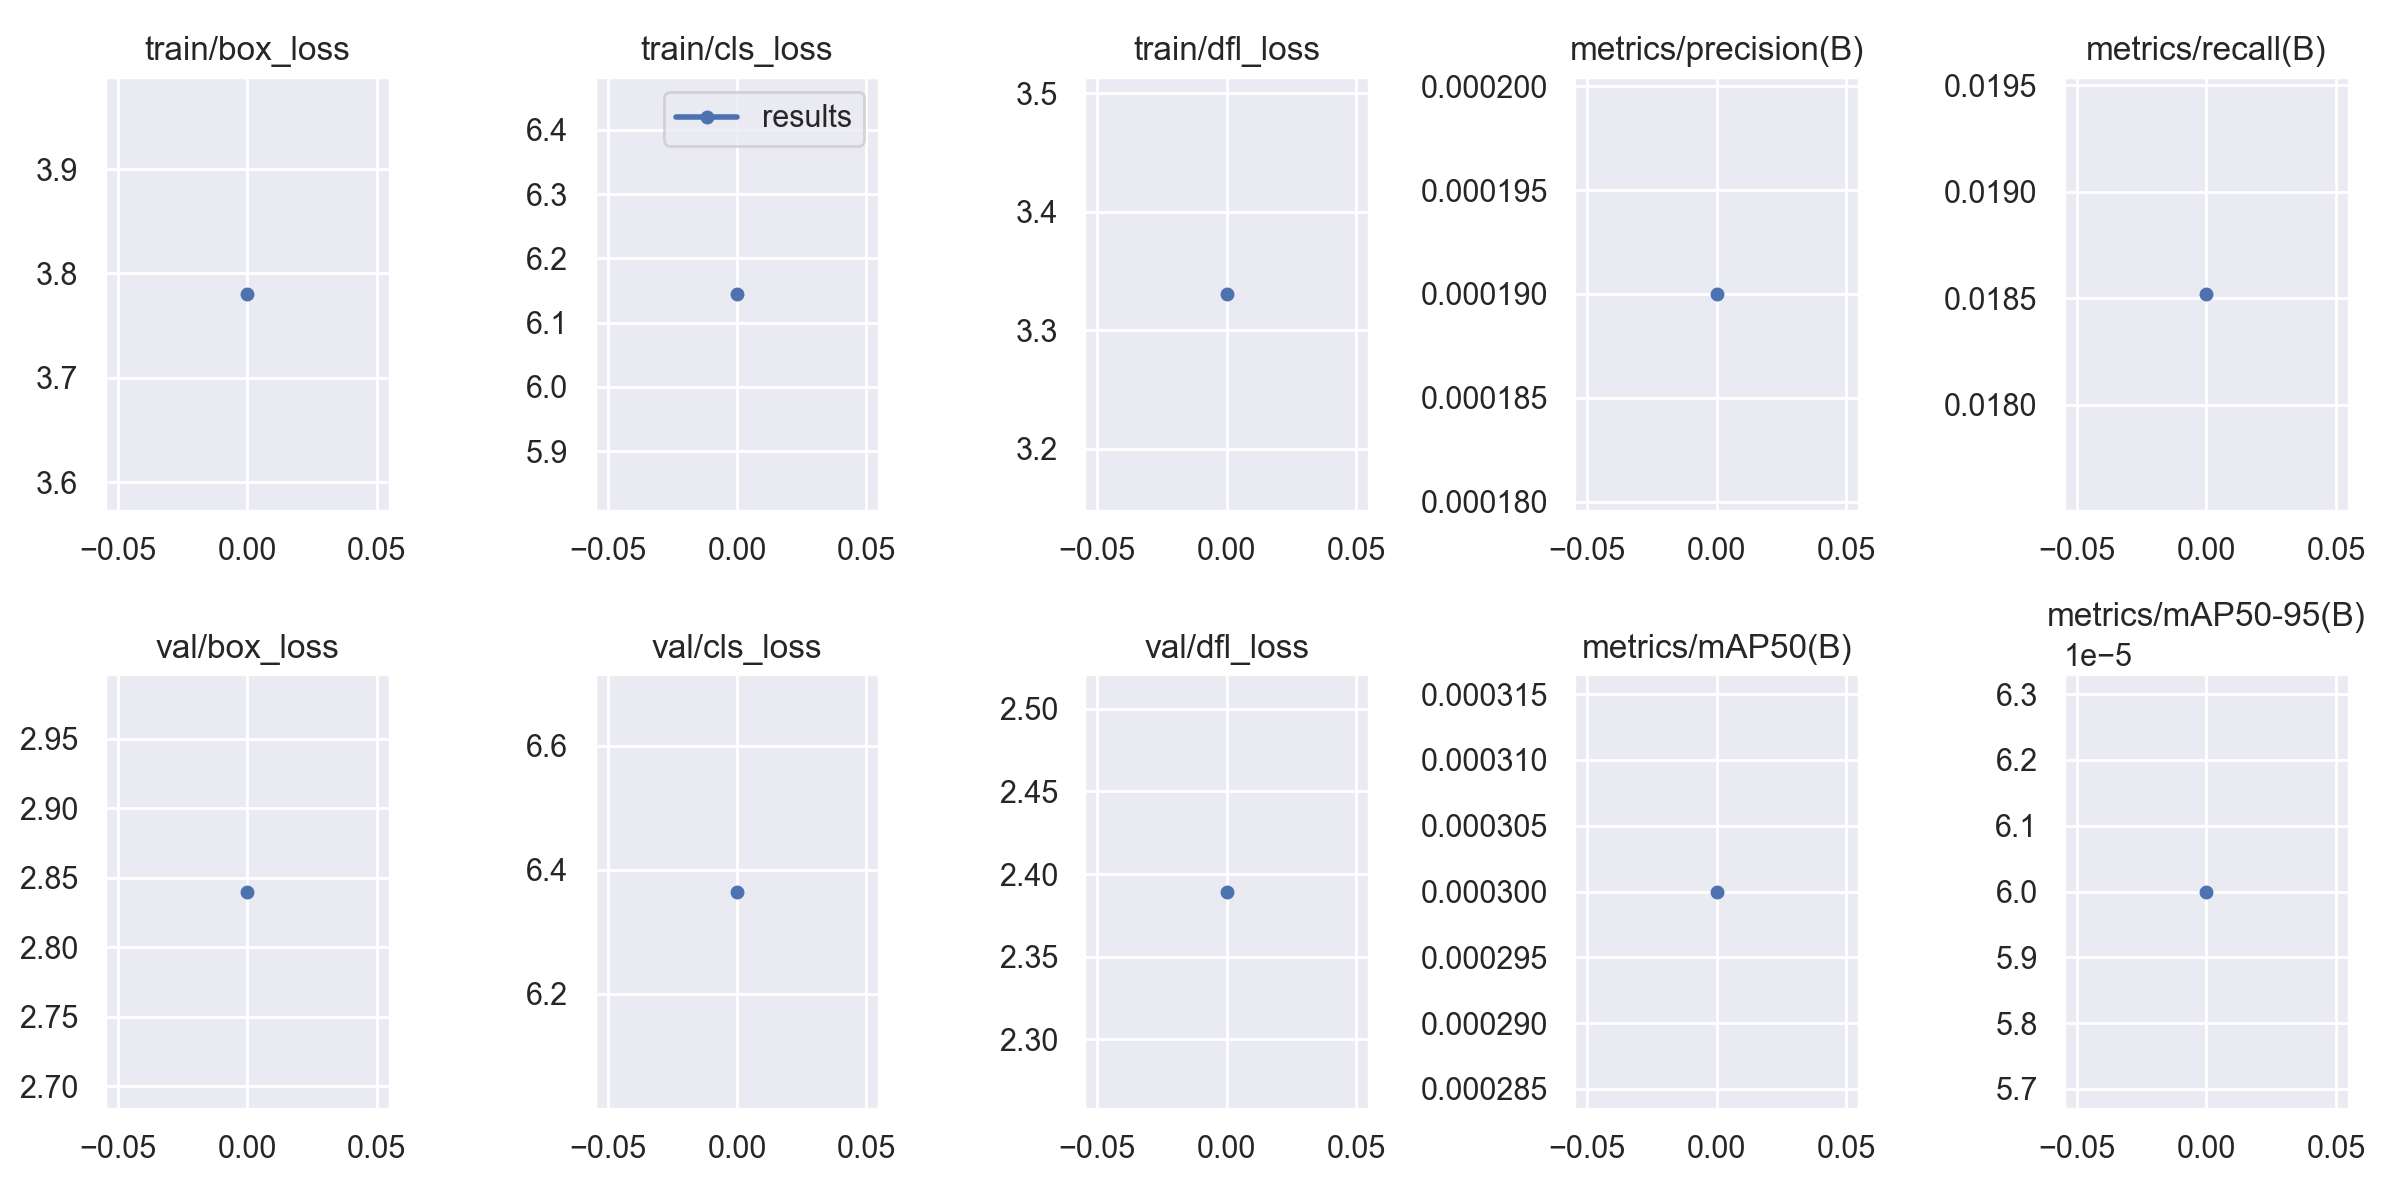 train/box_loss
3.9
3.8
3.7
3.6
−0.05 0.00 0.05
train/cls_loss
results
6.4
6.3
6.2
6.1
6.0
5.9
−0.05 0.00 0.05
train/dfl_loss
3.5
3.4
3.3
3.2
−0.05 0.00 0.05
metrics/precision(B)
0.000200
0.000195
0.000190
0.000185
0.000180
−0.05 0.00 0.05
metrics/recall(B)
0.0195
0.0190
0.0185
0.0180
−0.05 0.00 0.05
val/box_loss
2.95
2.90
2.85
2.80
2.75
2.70
−0.05 0.00 0.05
val/cls_loss
6.6
6.4
6.2
−0.05 0.00 0.05
val/dfl_loss
2.50
2.45
2.40
2.35
2.30
−0.05 0.00 0.05
metrics/mAP50(B)
0.000315
0.000310
0.000305
0.000300
0.000295
0.000290
0.000285
−0.05 0.00 0.05
metrics/mAP50-95(B)
1e−5
6.3
6.2
6.1
6.0
5.9
5.8
5.7
−0.05 0.00 0.05